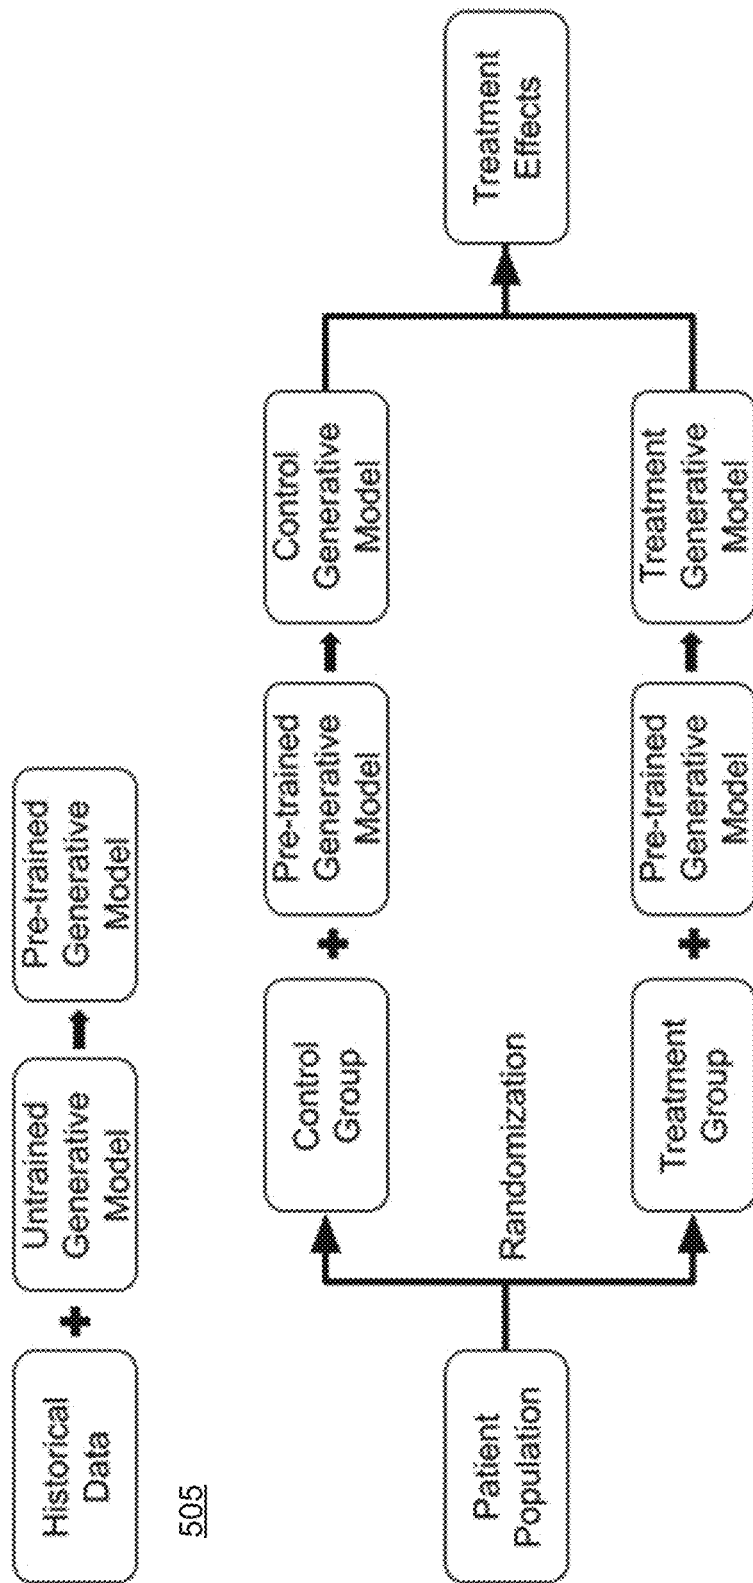 Historical
Data
Untrained
Generative
Model
Pre-trained
Generative
Model
505
Patient
Population
Randomization
Control
Group
Pre-trained
Generative
Model
Control
Generative
Model
Treatment
Group
Pre-trained
Generative
Model
Treatment
Generative
Model
Treatment
Effects